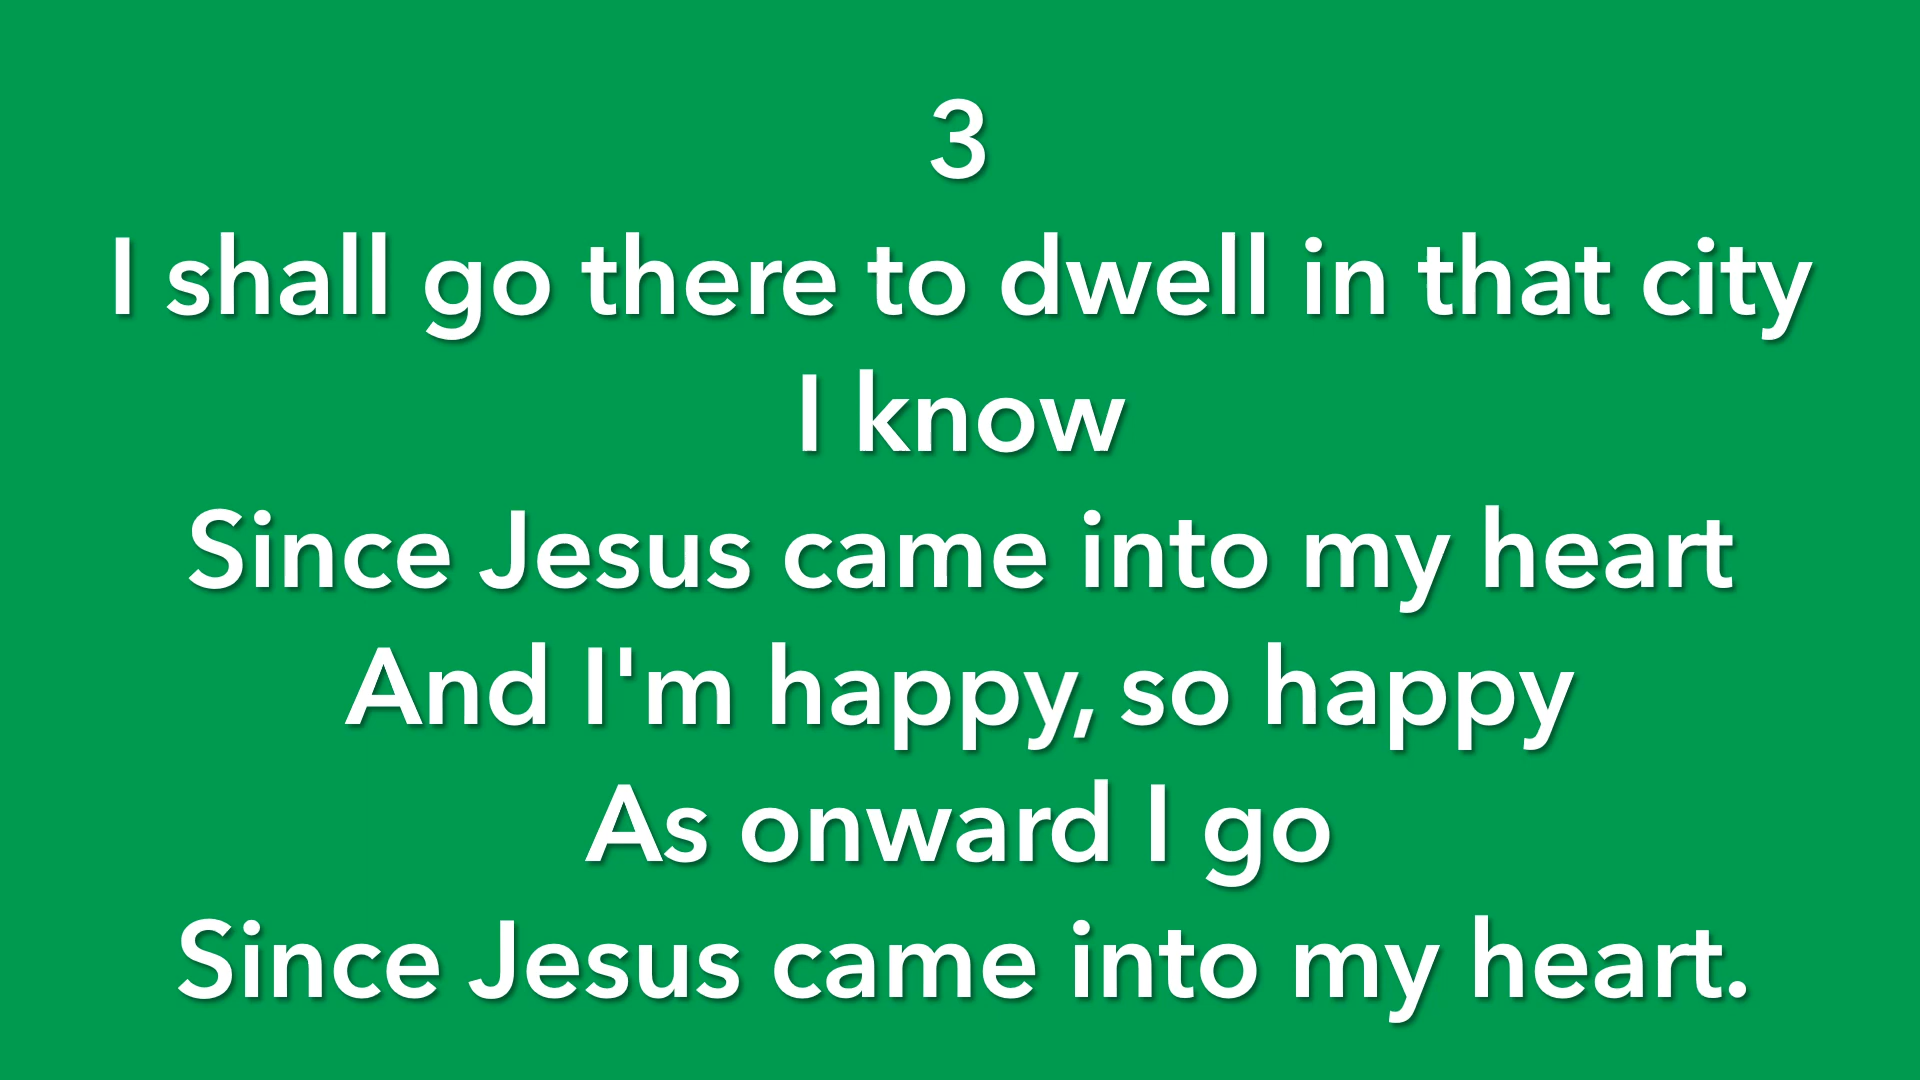 3
I shall go there to dwell in that city
I know
Since Jesus came into my heart
And I'm happy, so happy
As onward I go
Since Jesus came into my heart.